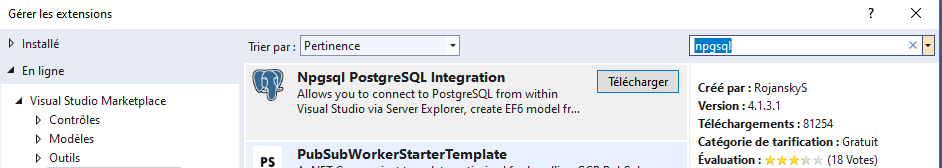 Gérer les extensions
Installé
Trier par : Pertinence
npgsql
En ligne
Visual Studio Marketplace
Contrôles
Modèles
Outils
Npgsql PostgreSQL Integration
Télécharger
Allows you to connect to PostgreSQL from within
Visual Studio via Server Explorer, create EF6 model fr...
PS
PubSubWorkerStarterTemplate
Créé par : RojanskyS
Version : 4.1.3.1
Téléchargements : 81254
Catégorie de tarification : Gratuit
Évaluation : (18 Votes)